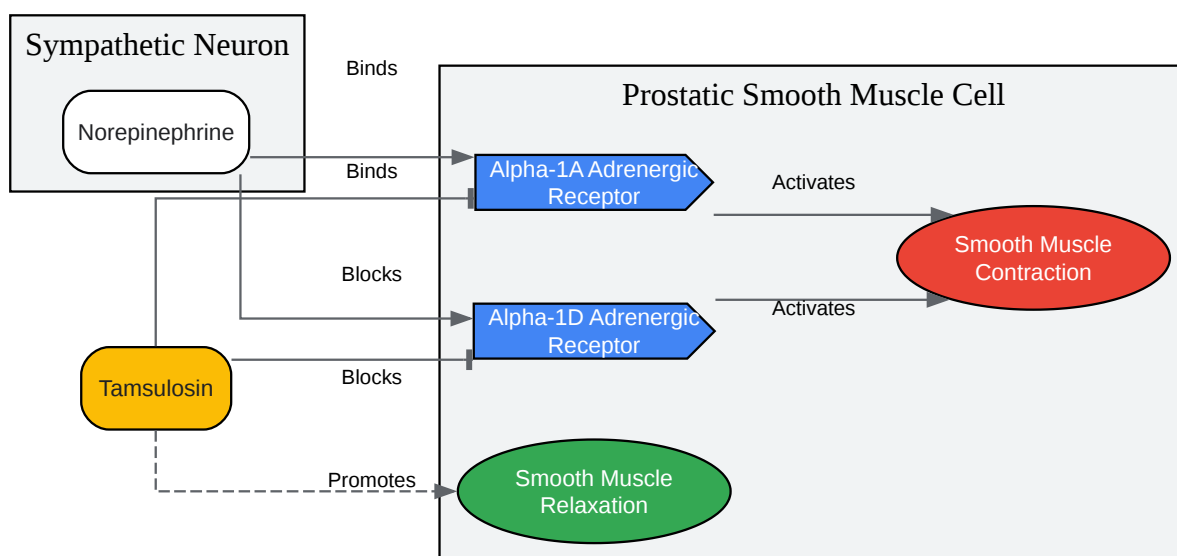 Sympathetic Neuron
Norepinephrine
Binds
Prostatic Smooth Muscle Cell
Binds
Alpha-1A Adrenergic
Receptor
Activates
Smooth Muscle
Contraction
Blocks
Alpha-1D Adrenergic
Receptor
Activates
Blocks
Tamsulosin
Promotes
Smooth Muscle
Relaxation